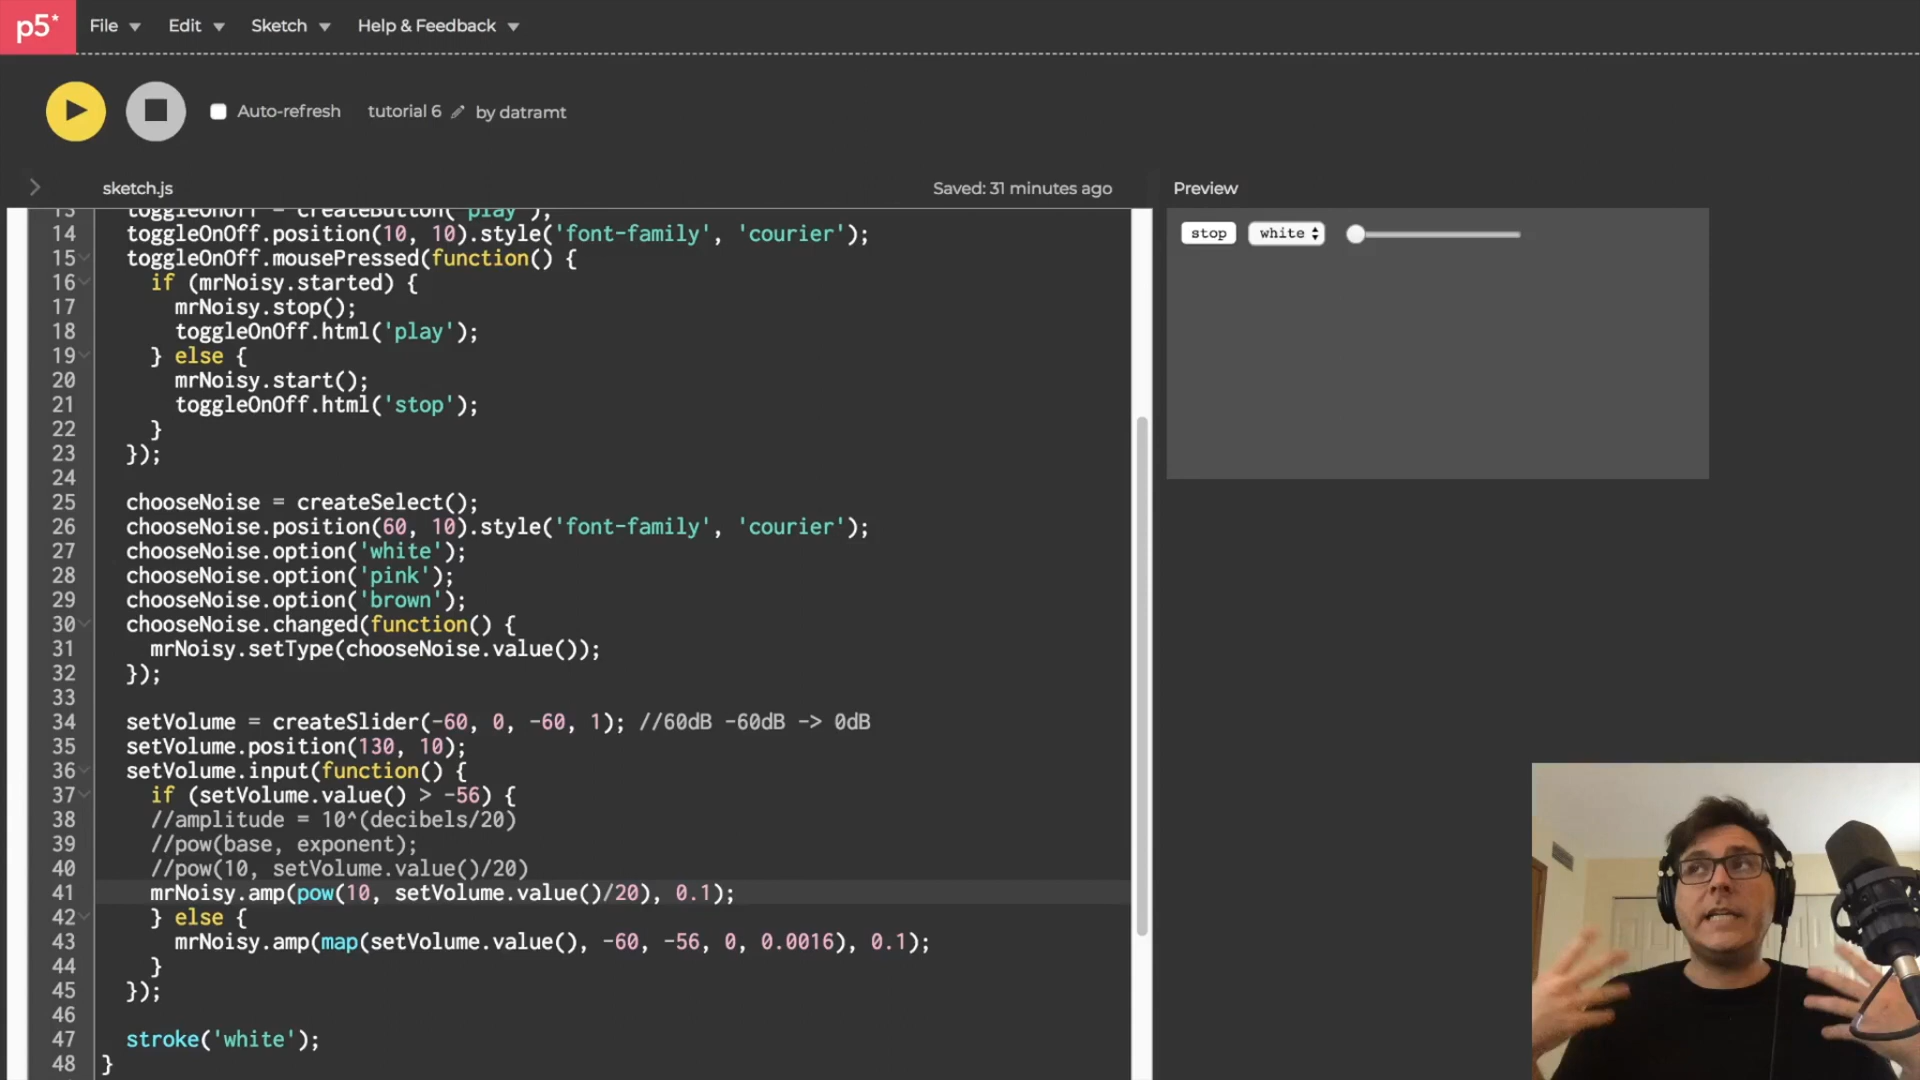 p5*
File
Edit
Sketch
Help & Feedback
Auto-refresh
tutorial 6
by datramt
sketch.js
Saved: 31 minutes ago
Preview
13 toggleOnOff = createButton('play');
14 toggleOnOff.position(10, 10).style('font-family', 'courier');
15 toggleOnOff.mousePressed(function() {
16 if (mrNoisy.started) {
17 mrNoisy.stop();
18 toggleOnOff.html('play');
19 } else {
20 mrNoisy.start();
21 toggleOnOff.html('stop');
22 }
23 });
24
25 chooseNoise = createSelect();
26 chooseNoise.position(60, 10).style('font-family', 'courier');
27 chooseNoise.option('white');
28 chooseNoise.option('pink');
29 chooseNoise.option('brown');
30 chooseNoise.changed(function() {
31 mrNoisy.setType(chooseNoise.value());
32 });
33
34 setVolume = createSlider(-60, 0, -60, 1); //60dB -60dB -> 0dB
35 setVolume.position(130, 10);
36 setVolume.input(function() {
37 if (setVolume.value() > -56) {
38 //amplitude = 10^(decibels/20)
39 //pow(base, exponent);
40 //pow(10, setVolume.value()/20)
41 mrNoisy.amp(pow(10, setVolume.value()/20), 0.1);
42 } else {
43 mrNoisy.amp(map(setVolume.value(), -60, -56, 0, 0.0016), 0.1);
44 }
45 });
46
47 stroke('white');
48 }
stop
white